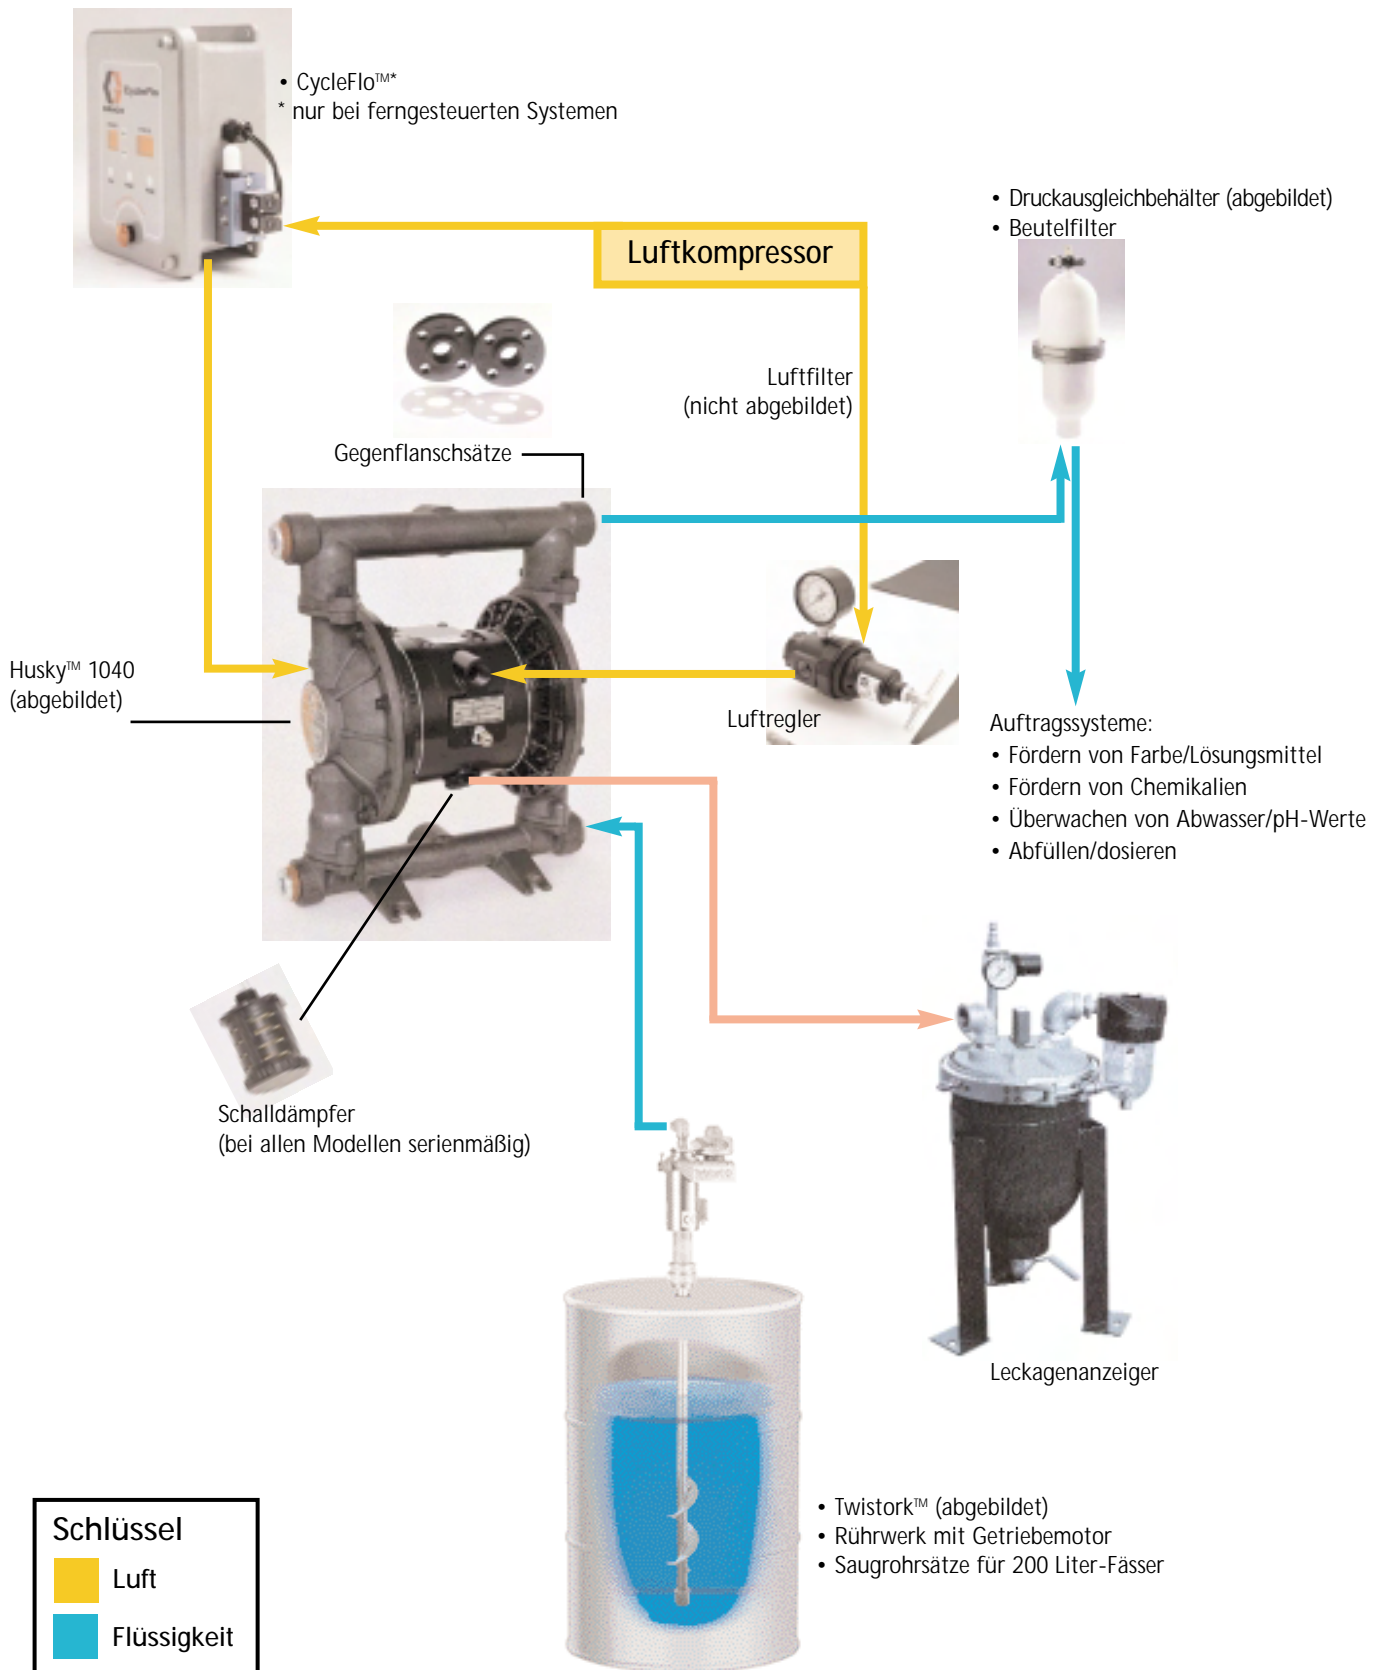 CycleFlo
• CycleFlo™*
* nur bei ferngesteuerten Systemen
• Druckausgleichbehälter (abgebildet)
• Beutelfilter
Luftkompressor
Luftfilter
(nicht abgebildet)
Gegenflanschsätze
Husky™ 1040
(abgebildet)
Luftregler
Auftragssysteme:
• Fördern von Farbe/Lösungsmittel
• Fördern von Chemikalien
• Überwachen von Abwasser/pH-Werte
• Abfüllen/dosieren
Schalldämpfer
(bei allen Modellen serienmäßig)
Leckagenanzeiger
• Twistork™ (abgebildet)
• Rührwerk mit Getriebemotor
• Saugrohrsätze für 200 Liter-Fässer
Schlüssel
Luft
Flüssigkeit